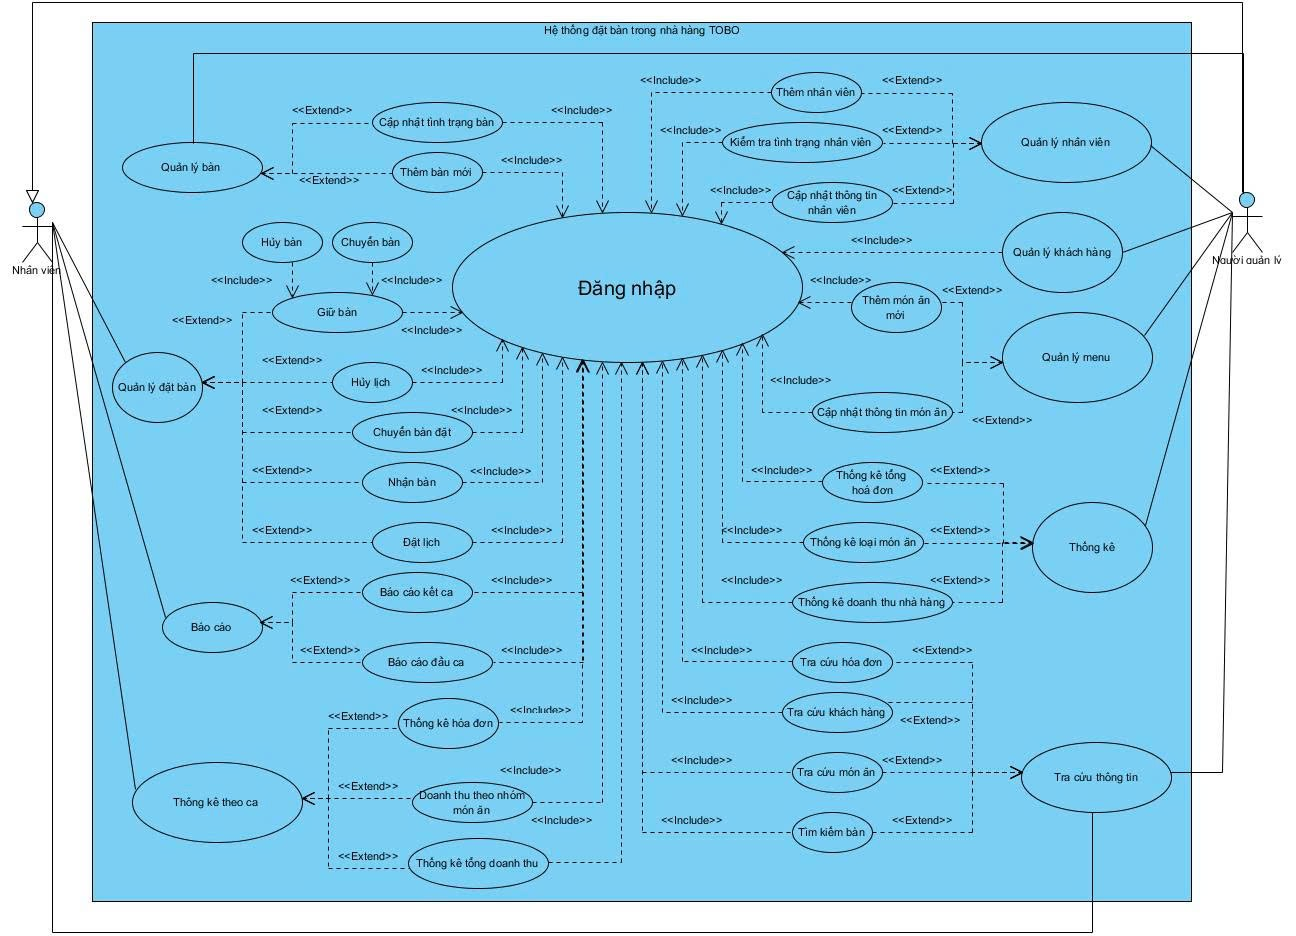 Hệ thống đặt bàn trong nhà hàng TOBO
<<Include>>
Thêm nhân viên
<<Extend>>
<<Extend>>
Cập nhật tình trạng bàn
<<Include>>
<<Include>>
Kiểm tra tình trạng nhân viên
<<Extend>>
Quản lý nhân viên
Quản lý bàn
<<Extend>>
Thêm bàn mới
<<Include>>
<<Include>>
Cập nhật thông tin
nhân viên
<<Extend>>
Nhân viên
Người quản lý
Hủy bàn
Chuyển bàn
<<Include>>
Quản lý khách hàng
<<Include>>
<<Include>>
Đăng nhập
<<Include>>
Thêm món ăn
mới
<<Extend>>
<<Extend>>
Giữ bàn
<<Include>>
<<Extend>>
Hủy lịch
<<Include>>
Quản lý menu
Quản lý đặt bàn
<<Include>>
<<Extend>>
<<Include>>
Cập nhật thông tin món ăn
<<Extend>>
Chuyển bàn đặt
<<Extend>>
Nhận bàn
<<Include>>
<<Include>>
Thống kê tổng
hoá đơn
<<Extend>>
<<Extend>>
Đặt lịch
<<Include>>
<<Include>>
Thống kê loại món ăn
<<Extend>>
Thống kê
<<Extend>>
Báo cáo kết ca
<<Include>>
<<Include>>
Thống kê doanh thu nhà hàng
<<Extend>>
Báo cáo
<<Extend>>
Báo cáo đầu ca
<<Include>>
<<Include>>
Tra cứu hóa đơn
<<Extend>>
<<Extend>>
Thống kê hóa đơn
<<Include>>
<<Include>>
Tra cứu khách hàng
<<Extend>>
<<Include>>
<<Include>>
Tra cứu món ăn
<<Extend>>
Tra cứu thông tin
Thống kê theo ca
<<Extend>>
Doanh thu theo nhóm
món ăn
<<Include>>
<<Include>>
Tìm kiếm bàn
<<Extend>>
<<Extend>>
Thống kê tổng doanh thu